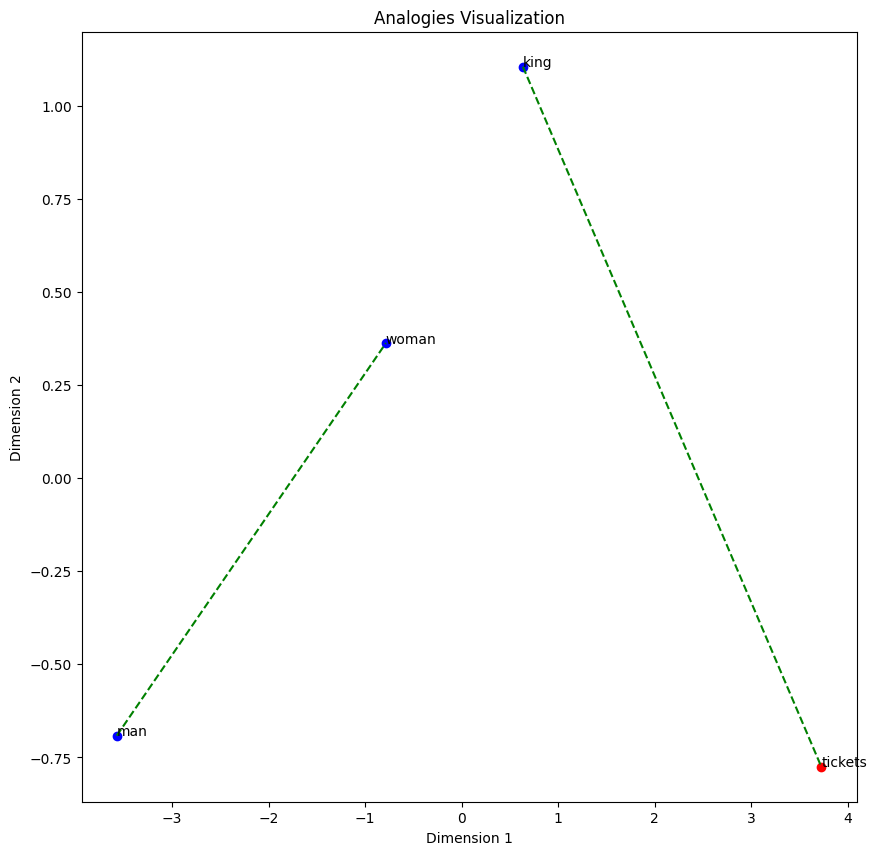 Analogies Visualization
king
1.00
0.75
0.50
woman
0.25
Dimension 2
0.00
−0.25
−0.50
man
−0.75
tickets
−3
−2
−1
0
1
2
3
4
Dimension 1